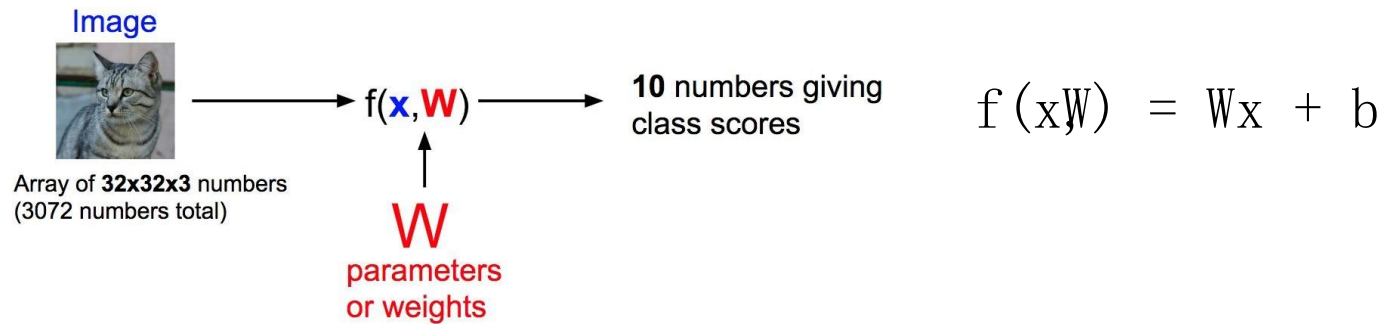 Image
Array of 32x32x3 numbers
(3072 numbers total)
f(x,W)
W
parameters
or weights
10 numbers giving
class scores
f(x,W) = Wx + b